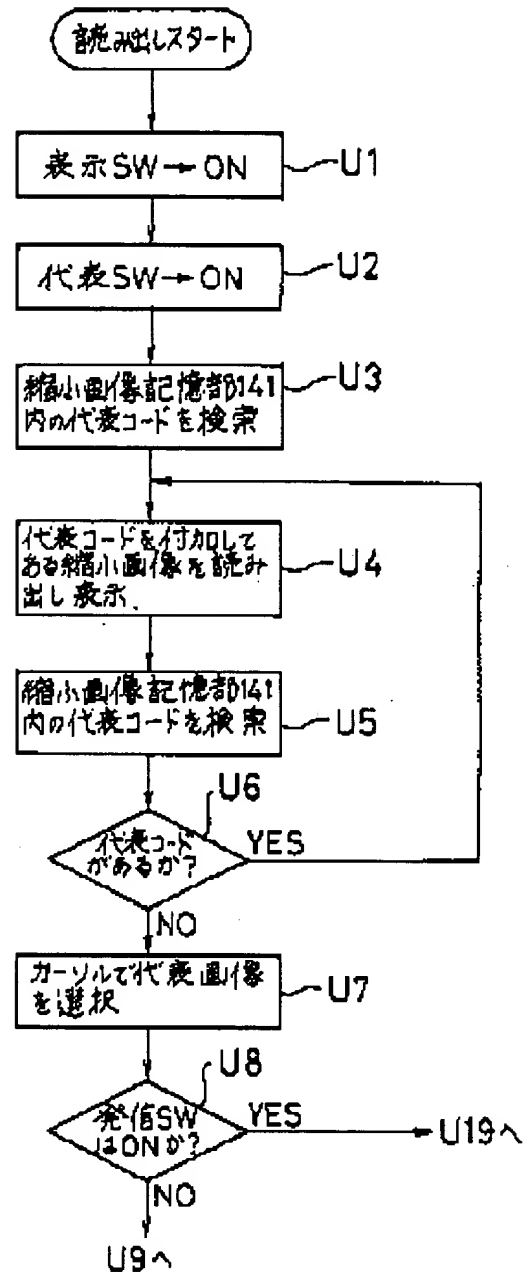 読み出しスタート
表示SW→ON
U1
代表SW→ON
U2
縮小画像記憶部141
内の代表コードを検索
U3
代表コードを付加して
ある縮小画像を読み
出し表示
U4
縮小画像記憶部141
内の代表コードを検索
U5
U6
代表コード
があるか?
YES
NO
カーソルで代表画像
を選択
U7
U8
発信SW
はONか?
YES
U19へ
NO
U9へ